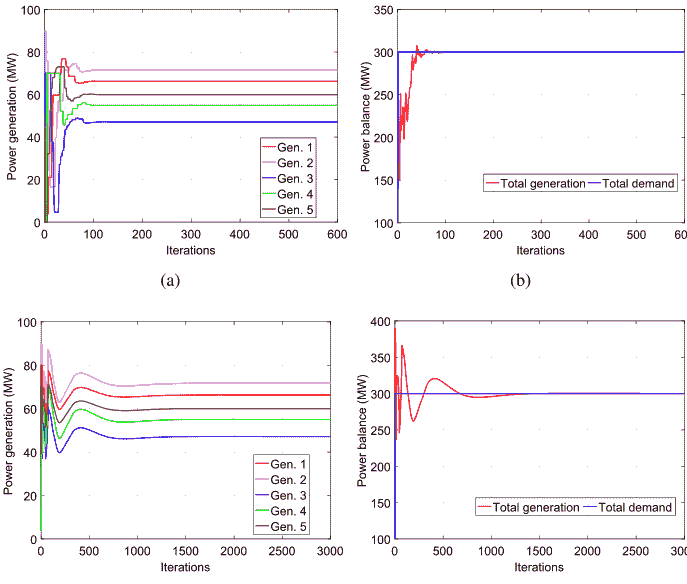 100
80
60
40
20
0
Power generation (MW)
Gen. 1
Gen. 2
Gen. 3
Gen. 4
Gen. 5
0 100 200 300 400 500 600
Iterations
(a)
350
300
250
200
150
100
Power balance (MW)
Total generation Total demand
0 100 200 300 400 500 600
Iterations
(b)
100
80
60
40
20
0
Power generation (MW)
Gen. 1
Gen. 2
Gen. 3
Gen. 4
Gen. 5
0 500 1000 1500 2000 2500 3000
Iterations
400
350
300
250
200
150
100
Power balance (MW)
Total generation Total demand
0 500 1000 1500 2000 2500 300
Iterations